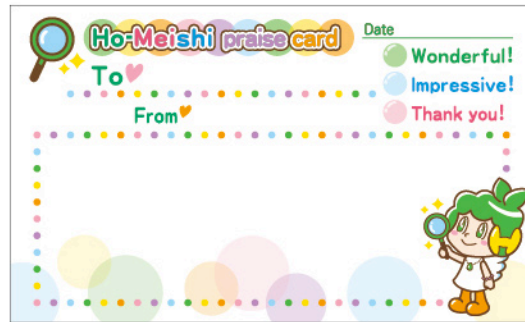 Ho-Meishi praise card
Date
To
From
Wonderful!
Impressive!
Thank you!